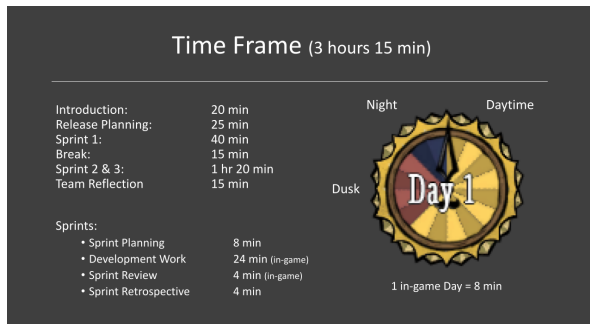 Time Frame (3 hours 15 min)
Introduction: 20 min
Release Planning: 25 min
Sprint 1: 40 min
Break: 15 min
Sprint 2 & 3: 1 hr 20 min
Team Reflection 15 min
Sprints:
• Sprint Planning 8 min
• Development Work 24 min (in-game)
• Sprint Review 4 min (in-game)
• Sprint Retrospective 4 min
Night Daytime
Dusk
Day 1
1 in-game Day = 8 min